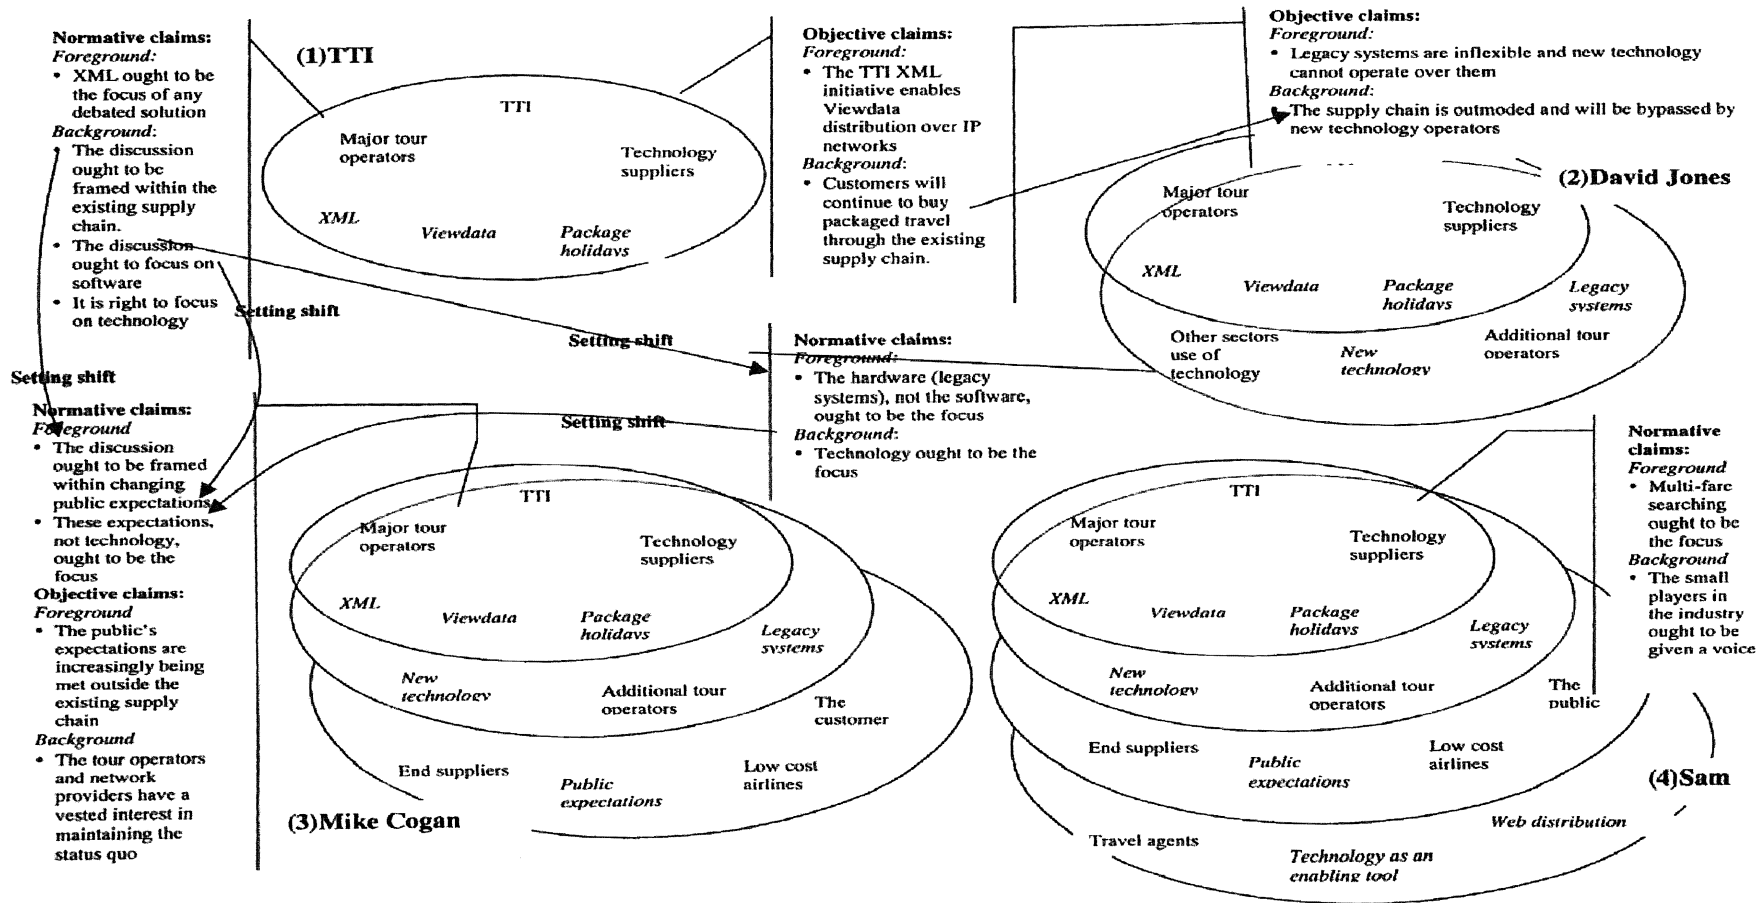 Normative claims:
Foreground:
• XML ought to be
the focus of any
debated solution
Background:
• The discussion
ought to be
framed within the
existing supply
chain.
• The discussion
ought to focus on
software
• It is right to focus
on technology
Setting shift
Setting shift
(1)TTI
TTI
Major tour
operators
Technology
suppliers
XML
Viewdata
Package
holidays
Objective claims:
Foreground:
• The TTI XML
initiative enables
Viewdata
distribution over IP
networks
Background:
• Customers will
continue to buy
packaged travel
through the existing
supply chain.
Objective claims:
Foreground:
• Legacy systems are inflexible and new technology
cannot operate over them
Background:
• The supply chain is outmoded and will be bypassed by
new technology operators
(2)David Jones
Major tour
operators
Technology
suppliers
XML
Viewdata
Package
holidays
Legacy
systems
Other sectors
use of
technology
New
technology
Additional tour
operators
Setting shift
Normative claims:
Foreground:
• The hardware (legacy
systems), not the software,
ought to be the focus
Background:
• Technology ought to be the
focus
Setting shift
Normative claims:
Foreground
• The discussion
ought to be framed
within changing
public expectations
• These expectations,
not technology,
ought to be the
focus
Objective claims:
Foreground
• The public's
expectations are
increasingly being
met outside the
existing supply
chain
Background
• The tour operators
and network
providers have a
vested interest in
maintaining the
status quo
TTI
Major tour
operators
Technology
suppliers
XML
Viewdata
Package
holidays
Legacy
systems
New
technology
Additional tour
operators
The
customer
End suppliers
Public
expectations
Low cost
airlines
(3)Mike Cogan
TTI
Major tour
operators
Technology
suppliers
XML
Viewdata
Package
holidays
Legacy
systems
New
technology
Additional tour
operators
The
public
End suppliers
Public
expectations
Low cost
airlines
(4)Sam
Travel agents
Technology as an
enabling tool
Web distribution
Normative
claims:
Foreground
• Multi-fare
searching
ought to be
the focus
Background
• The small
players in
the industry
ought to be
given a voice